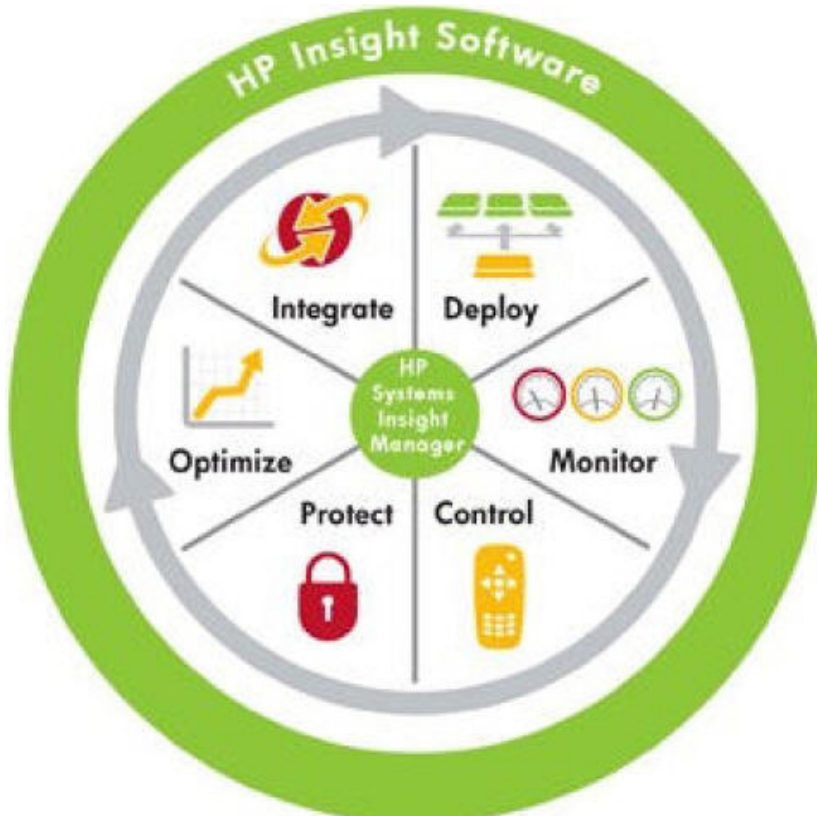 HP Insight Software
Integrate
Deploy
HP
Systems
Insight
Manager
Optimize
Monitor
Protect
Control